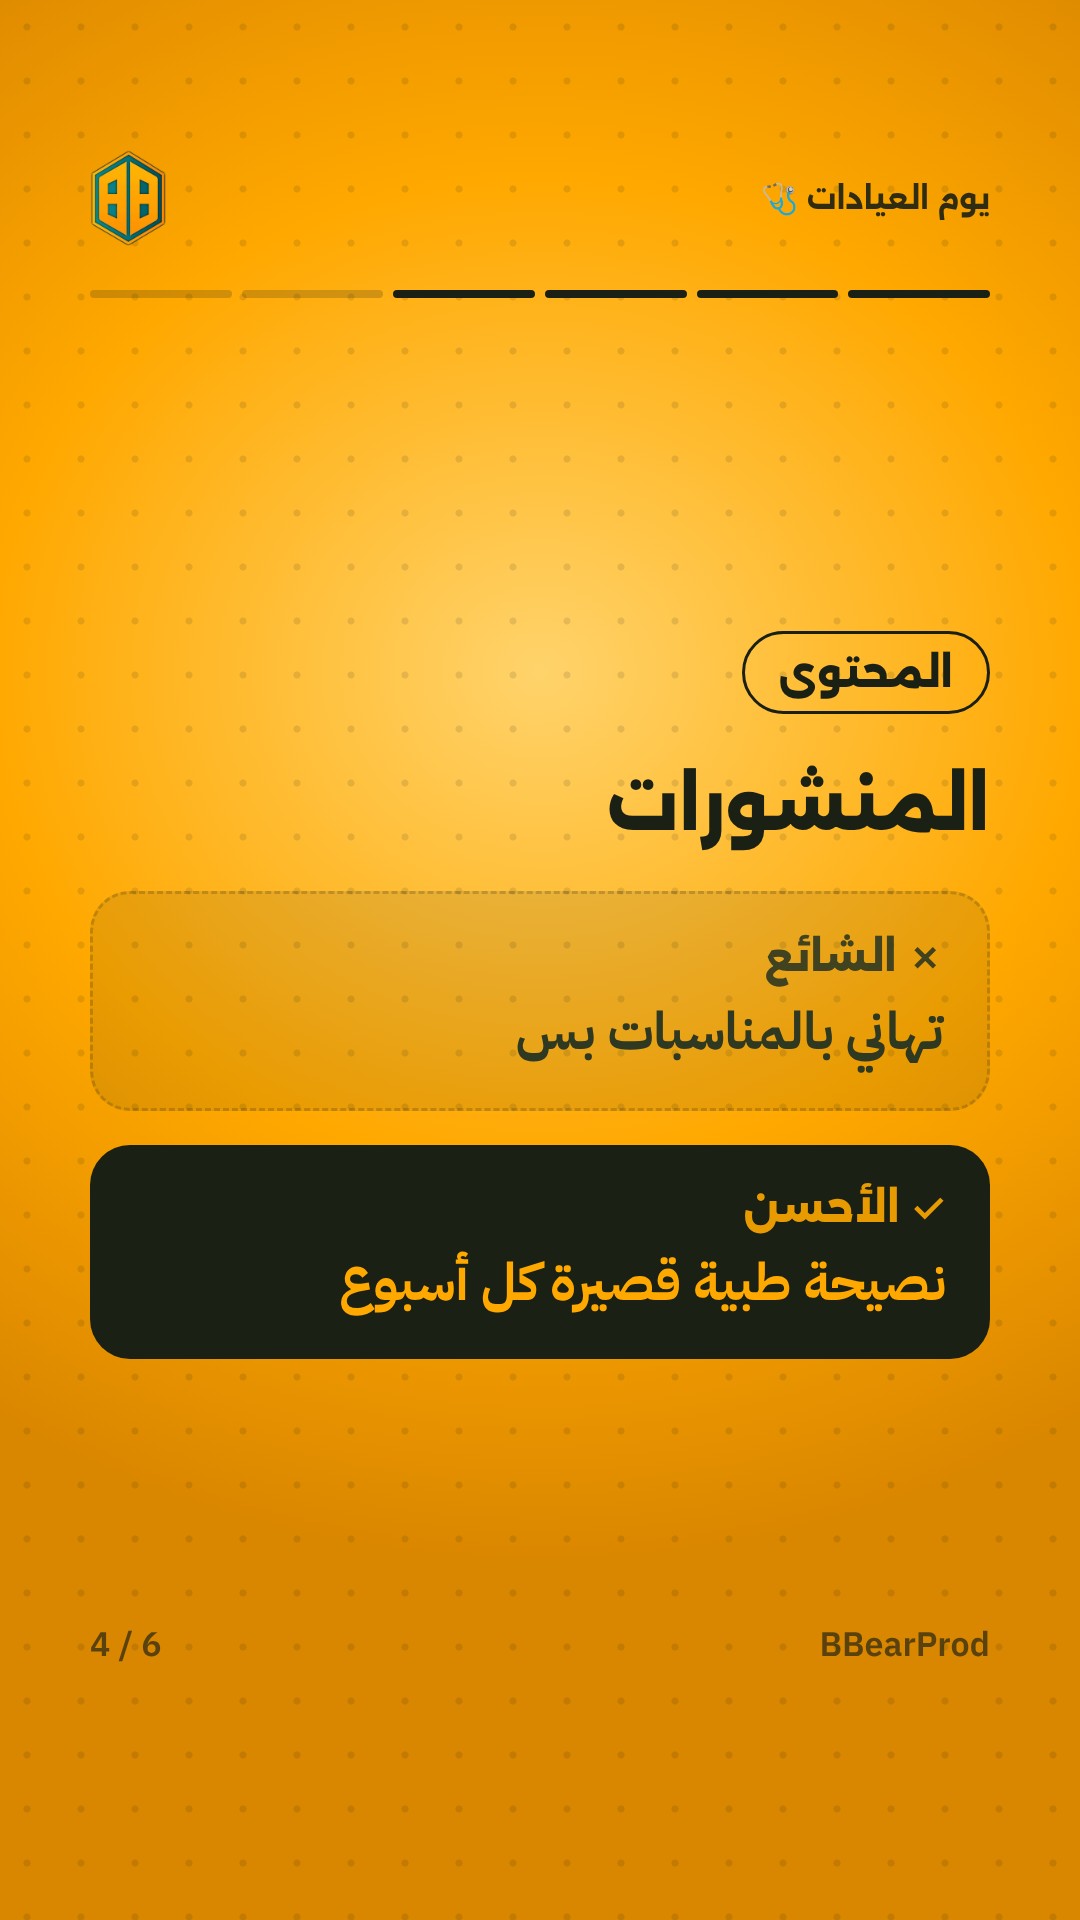 يوم العيادات 🩺
المحتوى
المنشورات
× الشائع
تهاني بالمناسبات بس
✓ الأحسن
نصيحة طبية قصيرة كل أسبوع
BBearProd
4 / 6